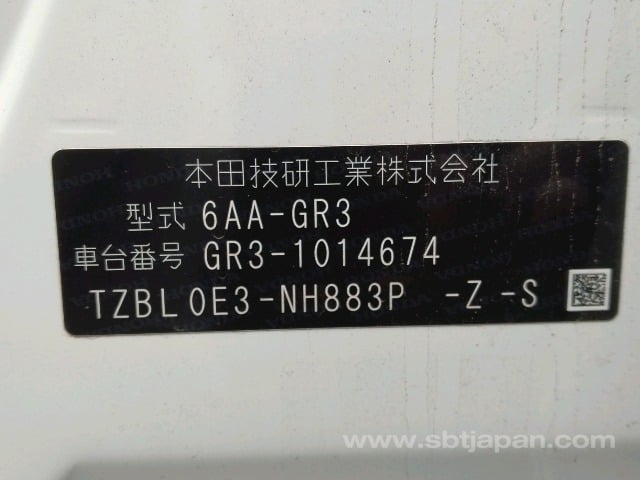 本田技研工業株式会社
型式 6AA-GR3
車台番号 GR3-1014674
TZBL0E3-NH883P -Z -S
www.sbtjapan.com